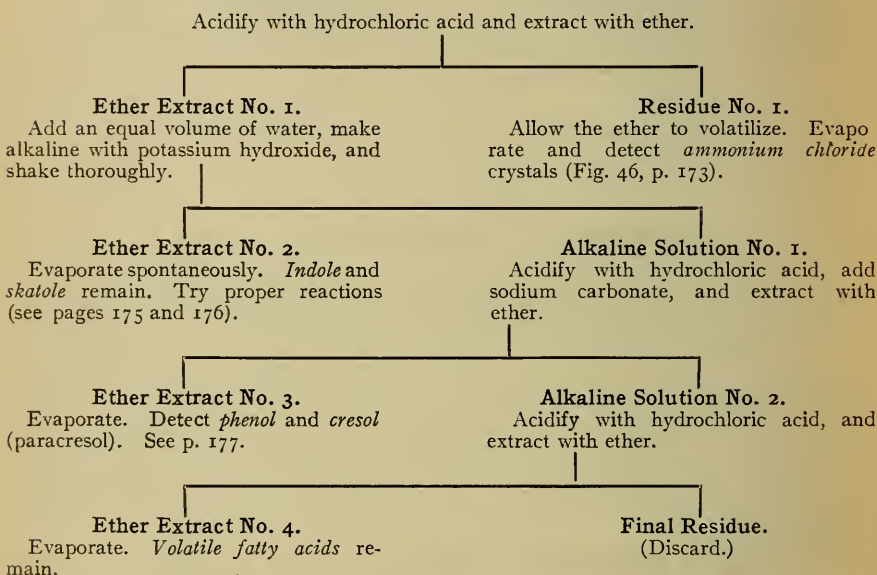 Acidify with hydrochloric acid and extract with ether.
Ether Extract No. 1.
Add an equal volume of water, make
alkaline with potassium hydroxide, and
shake thoroughly.
Residue No. 1.
Allow the ether to volatilize. Evapo
rate and detect ammonium chloride
crystals (Fig. 46, p. 173).
Ether Extract No. 2.
Evaporate spontaneously. Indole and
skatole remain. Try proper reactions
(see pages 175 and 176).
Alkaline Solution No. 1.
Acidify with hydrochloric acid, add
sodium carbonate, and extract with
ether.
Ether Extract No. 3.
Evaporate. Detect phenol and cresol
(paracresol). See p. 177.
Alkaline Solution No. 2.
Acidify with hydrochloric acid, and
extract with ether.
Ether Extract No. 4.
Evaporate. Volatile fatty acids re-
main.
Final Residue.
(Discard.)